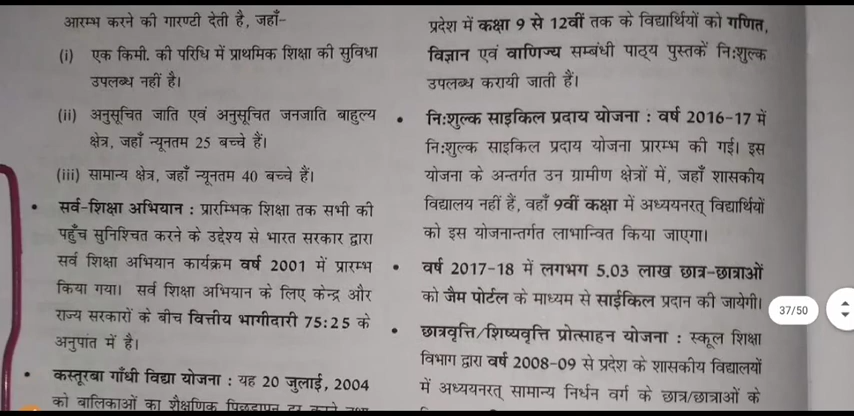 आरम्भ करने की गारण्टी देती है, जहाँ-
(i) एक किमी. की परिधि में प्राथमिक शिक्षा की सुविधा
उपलब्ध नहीं है।
(ii) अनुसूचित जाति एवं अनुसूचित जनजाति बाहुल्य
क्षेत्र, जहाँ न्यूनतम 25 बच्चे हैं।
(iii) सामान्य क्षेत्र, जहाँ न्यूनतम 40 बच्चे हैं।
• सर्व-शिक्षा अभियान : प्रारम्भिक शिक्षा तक सभी की
पहुँच सुनिश्चित करने के उद्देश्य से भारत सरकार द्वारा
सर्व शिक्षा अभियान कार्यक्रम वर्ष 2001 में प्रारम्भ
किया गया। सर्व शिक्षा अभियान के लिए केन्द्र और
राज्य सरकारों के बीच वित्तीय भागीदारी 75:25 के
अनुपात में है।
• कस्तूरबा गाँधी विद्या योजना : यह 20 जुलाई, 2004
को बालिकाओं का शैक्षणिक पिछड़ापन दूर करने तथा
प्रदेश में कक्षा 9 से 12वीं तक के विद्यार्थियों को गणित,
विज्ञान एवं वाणिज्य सम्बंधी पाठ्य पुस्तकें नि:शुल्क
उपलब्ध करायी जाती हैं।
• नि:शुल्क साइकिल प्रदाय योजना : वर्ष 2016-17 में
नि:शुल्क साइकिल प्रदाय योजना प्रारम्भ की गई। इस
योजना के अन्तर्गत उन ग्रामीण क्षेत्रों में, जहाँ शासकीय
विद्यालय नहीं हैं, वहाँ 9वीं कक्षा में अध्ययनरत् विद्यार्थियों
को इस योजनान्तर्गत लाभान्वित किया जाएगा।
• वर्ष 2017-18 में लगभग 5.03 लाख छात्र-छात्राओं
को जैम पोर्टल के माध्यम से साईकिल प्रदान की जायेगी।
• छात्रवृत्ति/शिष्यवृत्ति प्रोत्साहन योजना : स्कूल शिक्षा
विभाग द्वारा वर्ष 2008-09 से प्रदेश के शासकीय विद्यालयों
में अध्ययनरत् सामान्य निर्धन वर्ग के छात्र/छात्राओं के
37/50